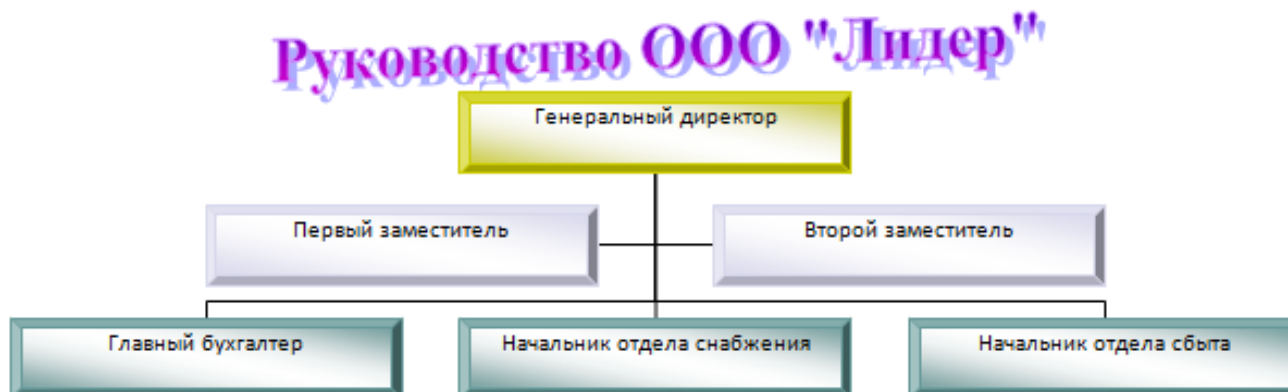 Руководство ООО "Лидер"
Генеральный директор
Первый заместитель
Второй заместитель
Главный бухгалтер
Начальник отдела снабжения
Начальник отдела сбыта